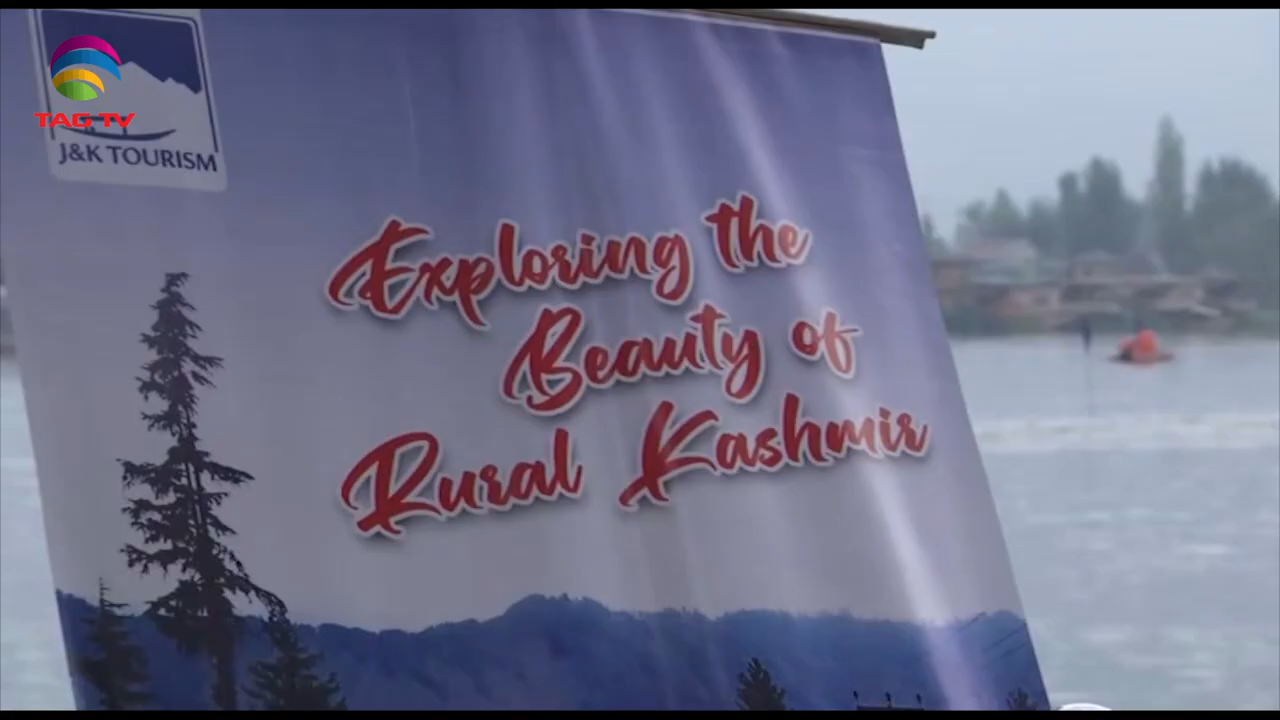 TAG TV
J&K TOURISM
Exploring the
Beauty of
Rural Kashmir